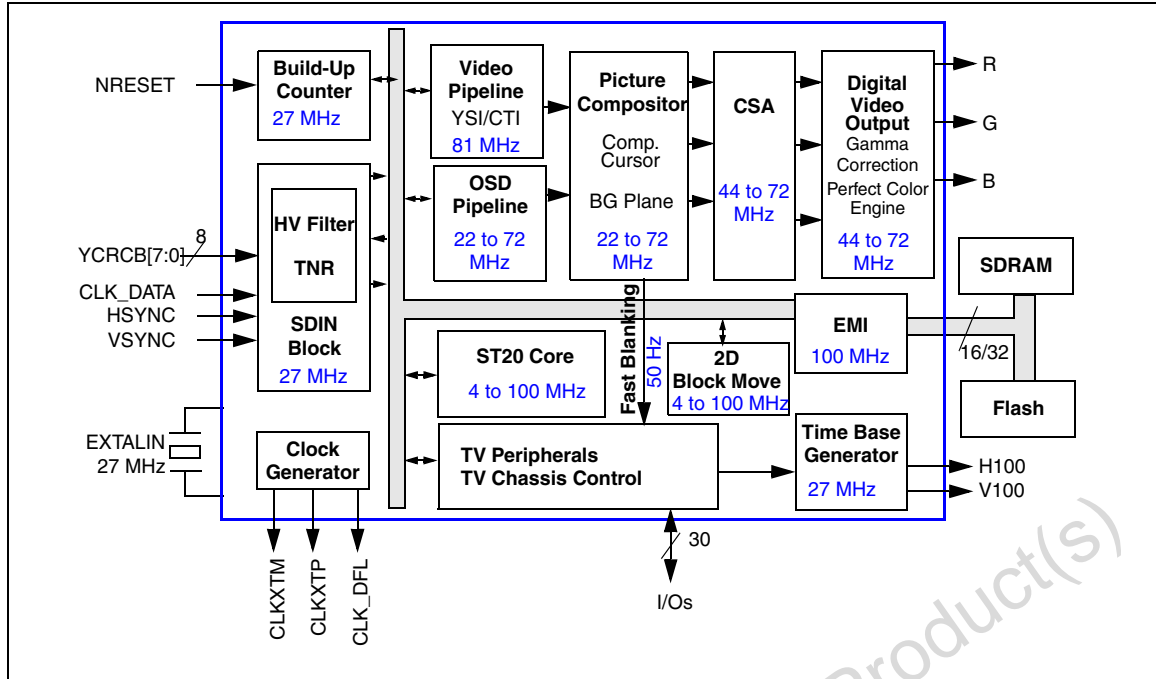 NRESET
Build-Up
Counter
27 MHz
Video
Pipeline
YSI/CTI
81 MHz
OSD
Pipeline
22 to 72
MHz
Picture
Compositor
Comp.
Cursor
BG Plane
22 to 72
MHz
CSA
44 to 72
MHz
Digital
Video
Output
Gamma
Correction
Perfect Color
Engine
44 to 72
MHz
R
G
B
YCRCB[7:0]
8
CLK_DATA
HSYNC
VSYNC
HV Filter
TNR
SDIN
Block
27 MHz
ST20 Core
4 to 100 MHz
Fast Blanking
50 Hz
2D
Block Move
4 to 100 MHz
EMI
100 MHz
16/32
SDRAM
Flash
EXTALIN
27 MHz
Clock
Generator
TV Peripherals
TV Chassis Control
Time Base
Generator
27 MHz
H100
V100
CLKXTM
CLKXTP
CLK_DFL
30
I/Os
Product(s)